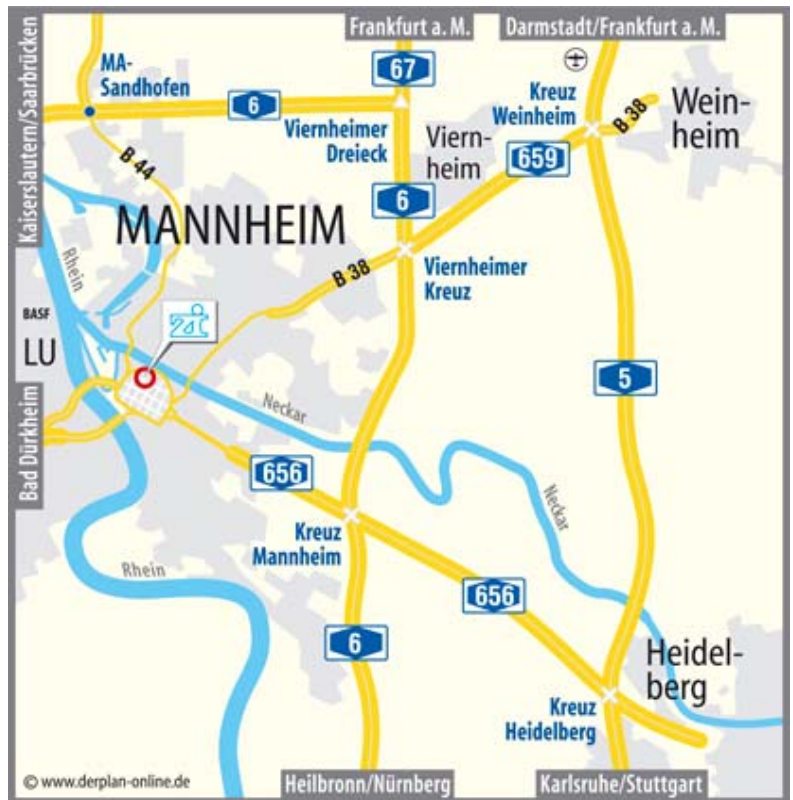 Frankfurt a. M.
Darmstadt/Frankfurt a. M.
Kaiserslautern/Saarbrücken
MA-
Sandhofen
67
6
Viernheimer
Dreieck
Kreuz
Weinheim
B 38
Wein-
heim
Viern-
heim
659
B 44
6
MANNHEIM
Rhein
B 38
Viernheimer
Kreuz
BASF
LU
5
Bad Dürkheim
Neckar
656
Neckar
Kreuz
Mannheim
Rhein
656
6
Heidel-
berg
Kreuz
Heidelberg
© www.derplan-online.de
Heilbronn/Nürnberg
Karlsruhe/Stuttgart